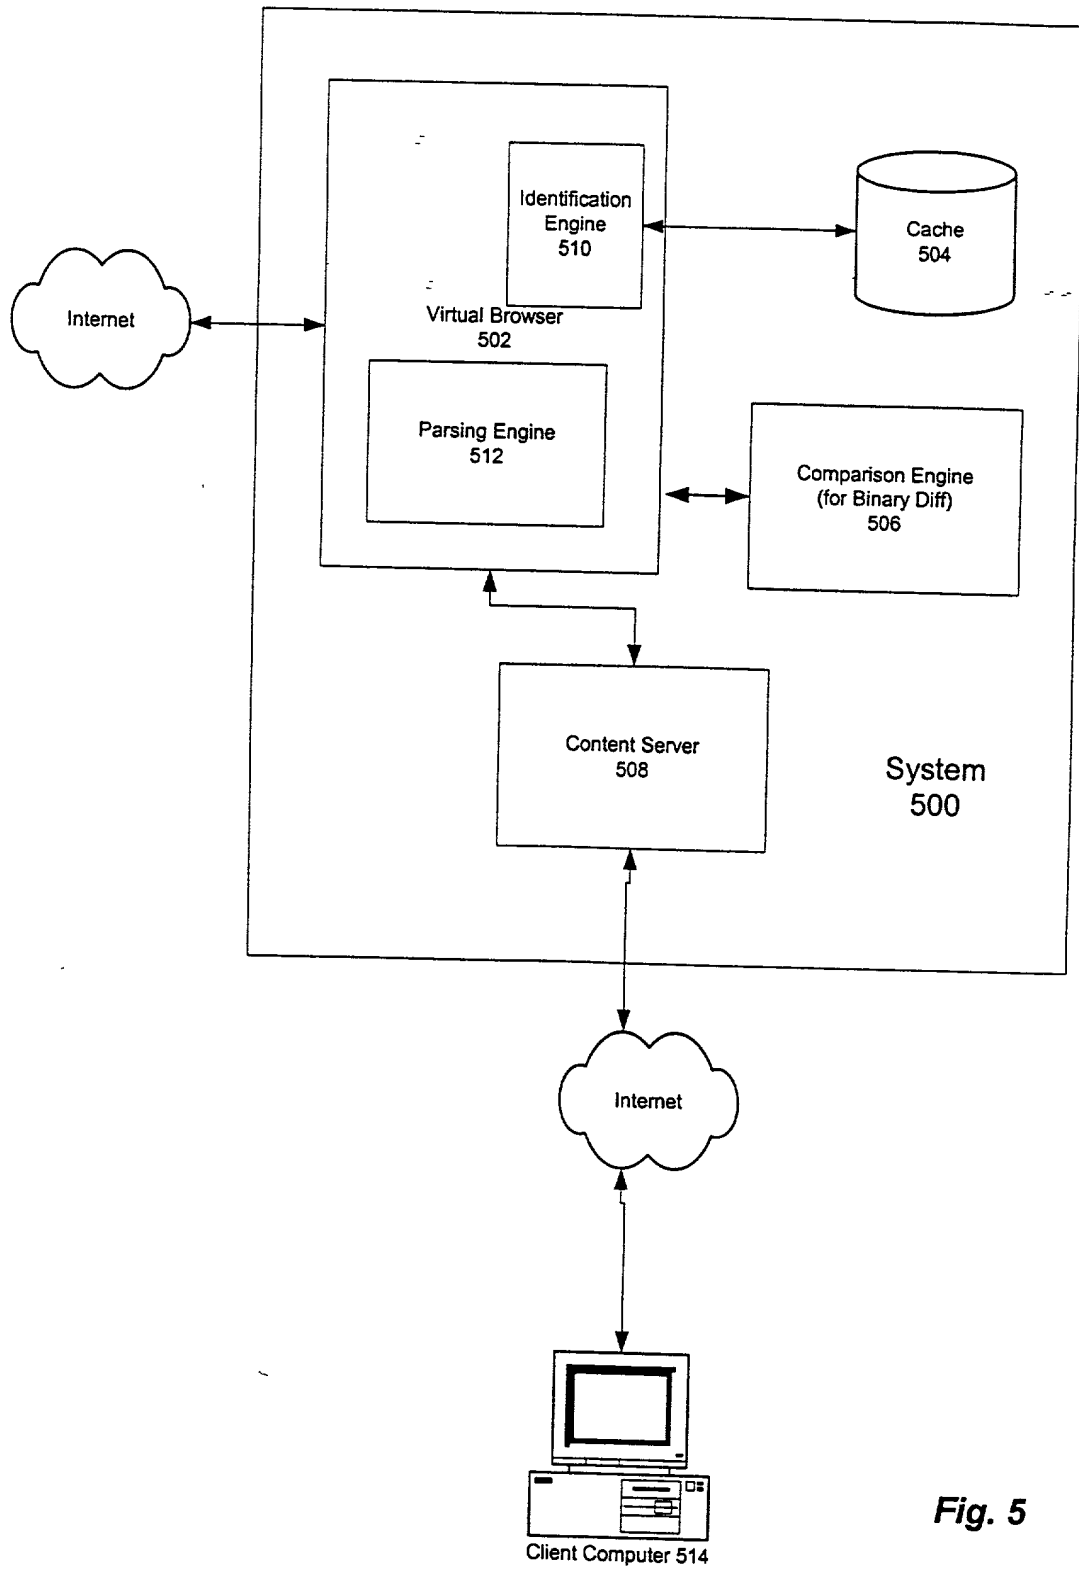 Identification
Engine
510
Cache
504
Internet
Virtual Browser
502
Parsing Engine
512
Comparison Engine
(for Binary Diff)
506
Content Server
508
System
500
Internet
Client Computer 514
Fig. 5